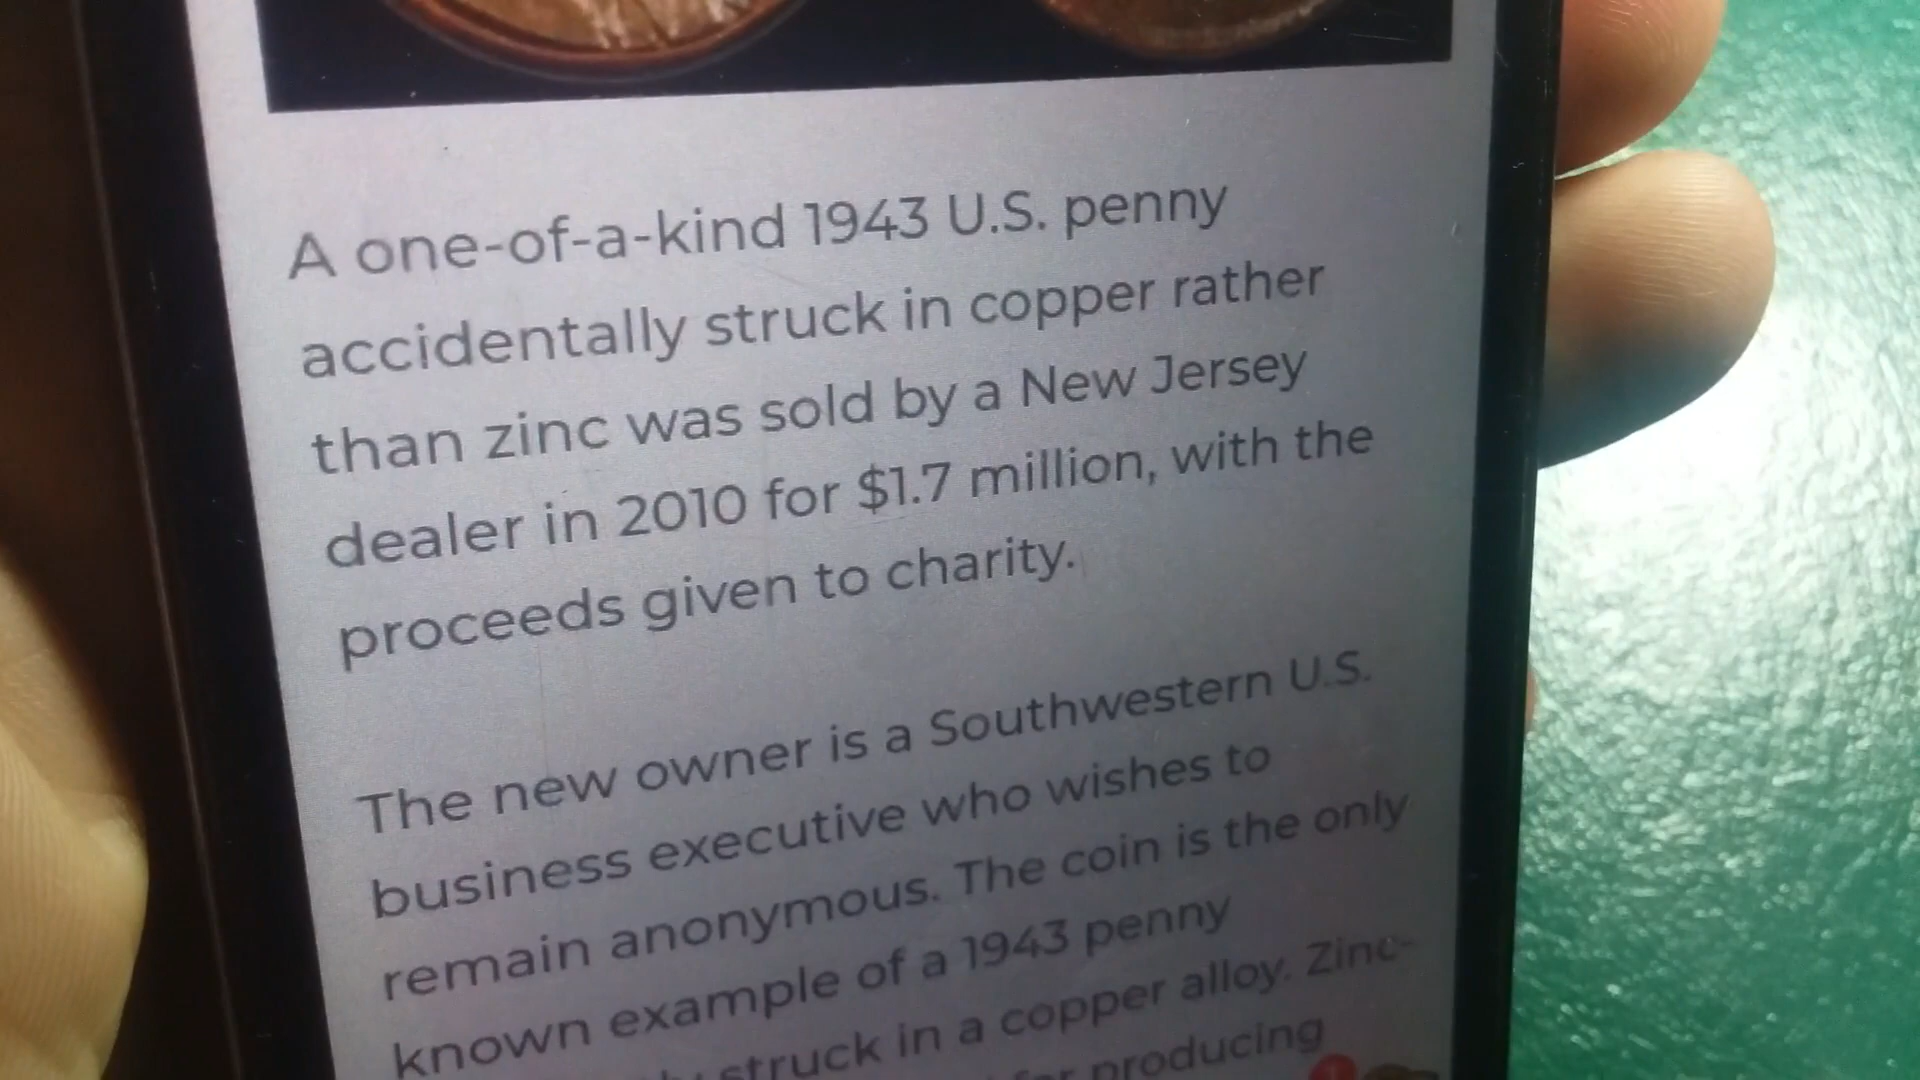 A one-of-a-kind 1943 U.S. penny
accidentally struck in copper rather
than zinc was sold by a New Jersey
dealer in 2010 for $1.7 million, with the
proceeds given to charity.
The new owner is a Southwestern U.S.
business executive who wishes to
remain anonymous. The coin is the only
known example of a 1943 penny
struck in a copper alloy. Zinc-
producing